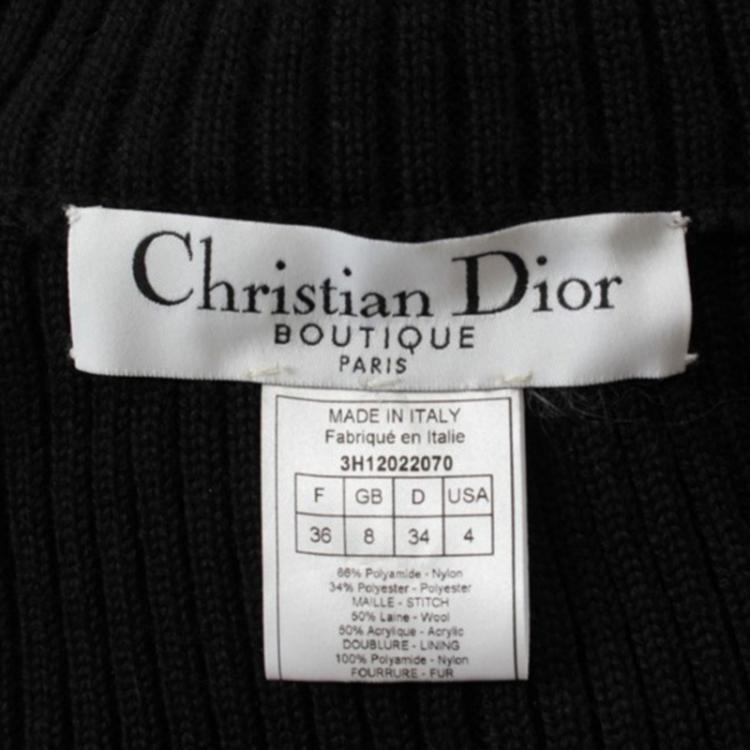 Christian Dior
BOUTIQUE
PARIS
MADE IN ITALY
Fabriqué en Italie
3H12022070
F GB D USA
36 8 34 4
66% Polyamide - Nylon
34% Polyester - Polyester
MAILLE - STITCH
50% Laine - Wool
50% Acrylique - Acrylic
DOUBLURE - LINING
100% Polyamide - Nylon
FOURRURE - FUR